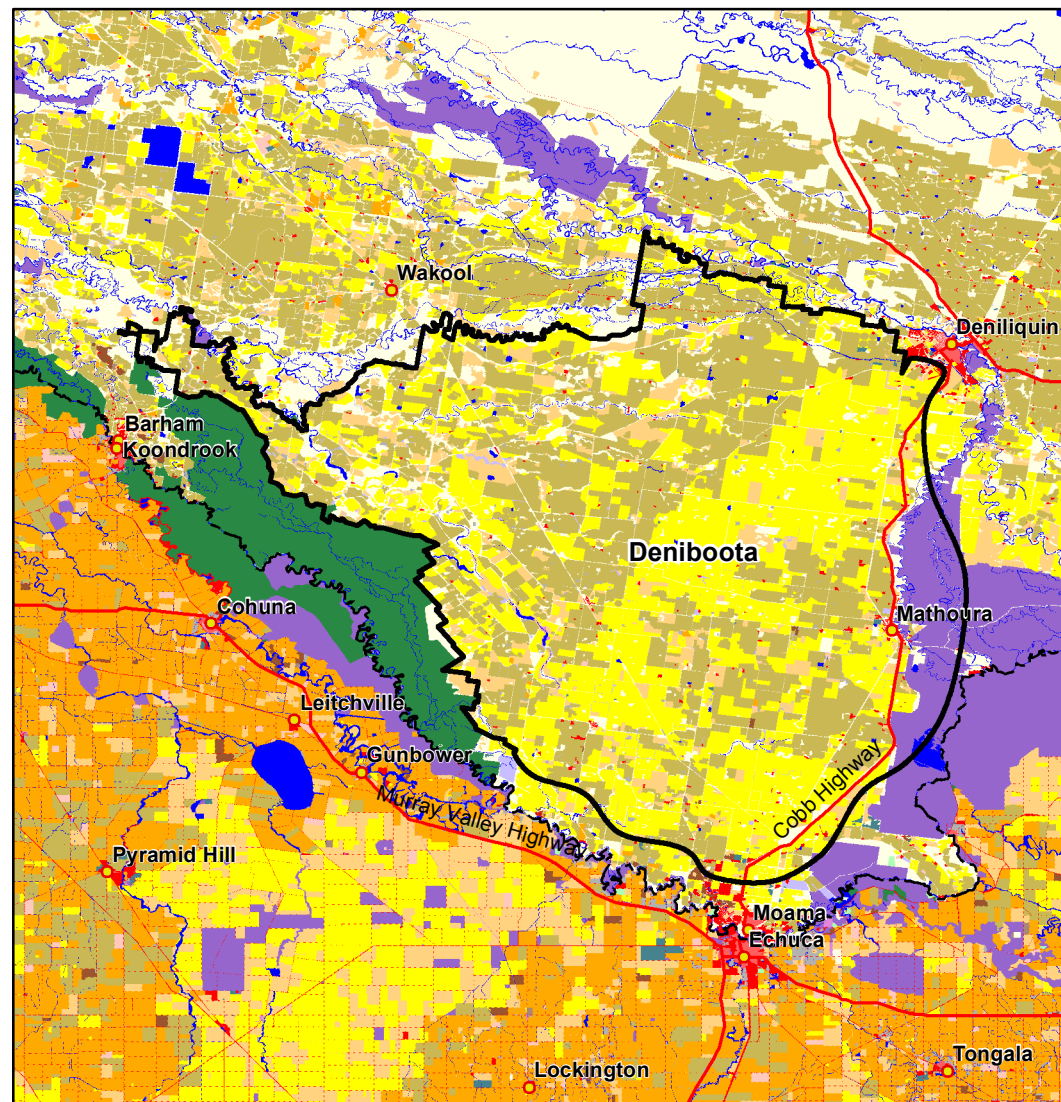 Wakool
Deniliquin
Barham
Koondrook
Deniboota
Cohuna
Mathoura
Leitchville
Gunbower
Murray Valley Highway
Cobb Highway
Pyramid Hill
Moama
Echuca
Tongala
Lockington